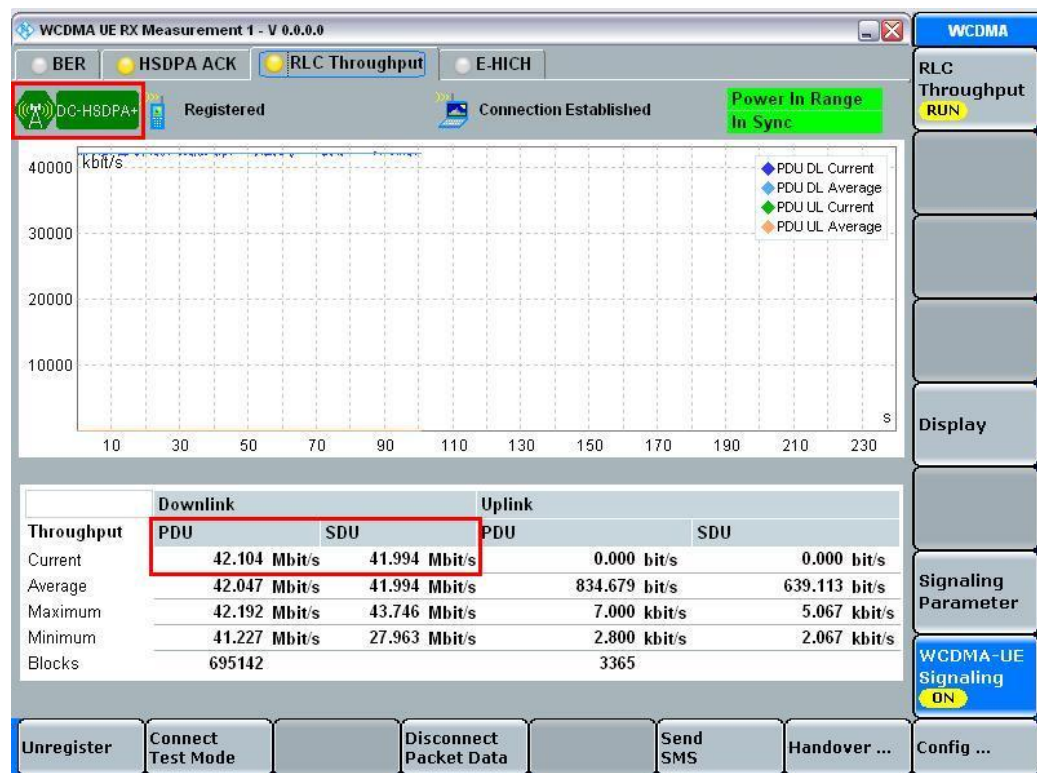 WCDMA UE RX Measurement 1 - V 0.0.0.0
WCDMA
BER HSDPA ACK RLC Throughput E-HICH
RLC
Throughput
RUN
DC-HSDPA+ Registered Connection Established Power In Range
In Sync
kbit/s
40000
30000
20000
10000
PDU DL Current
PDU DL Average
PDU UL Current
PDU UL Average
s
10 30 50 70 90 110 130 150 170 190 210 230
Display
Downlink Uplink
Throughput PDU SDU PDU SDU
Current 42.104 Mbit/s 41.994 Mbit/s 0.000 bit/s 0.000 bit/s
Average 42.047 Mbit/s 41.994 Mbit/s 834.679 bit/s 639.113 bit/s
Maximum 42.192 Mbit/s 43.746 Mbit/s 7.000 kbit/s 5.067 kbit/s
Minimum 41.227 Mbit/s 27.963 Mbit/s 2.800 kbit/s 2.067 kbit/s
Blocks 695142 3365
Signaling
Parameter
WCDMA-UE
Signaling
ON
Unregister
Connect
Test Mode
Disconnect
Packet Data
Send
SMS
Handover ...
Config ...